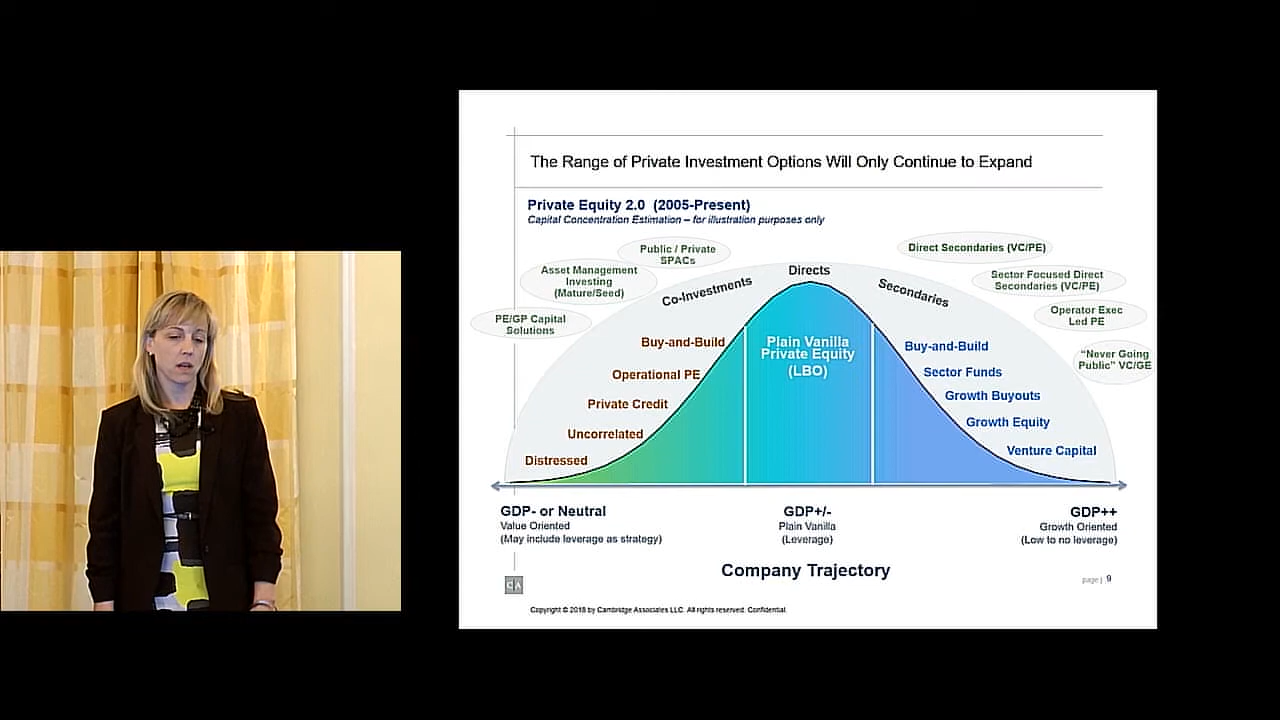 The Range of Private Investment Options Will Only Continue to Expand
Private Equity 2.0 (2005-Present)
Capital Concentration Estimation – for illustration purposes only
Public / Private
SPACs
Asset Management
Investing
(Mature/Seed)
PE/GP Capital
Solutions
Direct Secondaries (VC/PE)
Sector Focused Direct
Secondaries (VC/PE)
Operator Exec
Led PE
“Never Going
Public” VC/GE
Co-Investments
Directs
Secondaries
Buy-and-Build
Operational PE
Private Credit
Uncorrelated
Distressed
Plain Vanilla
Private Equity
(LBO)
Buy-and-Build
Sector Funds
Growth Buyouts
Growth Equity
Venture Capital
GDP- or Neutral
Value Oriented
(May include leverage as strategy)
GDP+/-
Plain Vanilla
(Leverage)
GDP++
Growth Oriented
(Low to no leverage)
Company Trajectory
CA
page | 9
Copyright © 2018 by Cambridge Associates LLC. All rights reserved. Confidential.